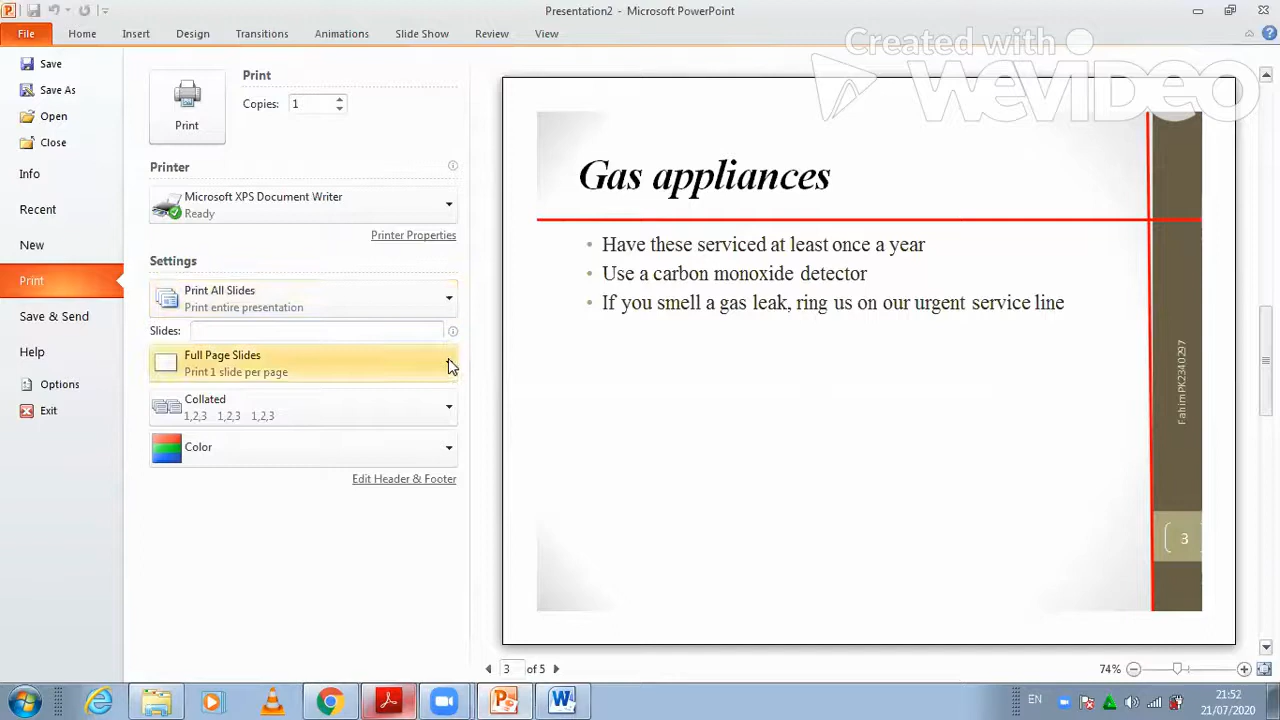 Presentation2 - Microsoft PowerPoint
File Home Insert Design Transitions Animations Slide Show Review View
Created with
WEVIDEO
Save
Save As
Open
Close
Info
Recent
New
Print
Save & Send
Help
Options
Exit
Print
Print
Copies: 1
Printer
Microsoft XPS Document Writer
Ready
Printer Properties
Settings
Print All Slides
Print entire presentation
Slides:
Full Page Slides
Print 1 slide per page
Collated
1,2,3 1,2,3 1,2,3
Color
Edit Header & Footer
Gas appliances
• Have these serviced at least once a year
• Use a carbon monoxide detector
• If you smell a gas leak, ring us on our urgent service line
Fahim PK2340297
3
3 of 5
74%
EN
21:52
21/07/2020